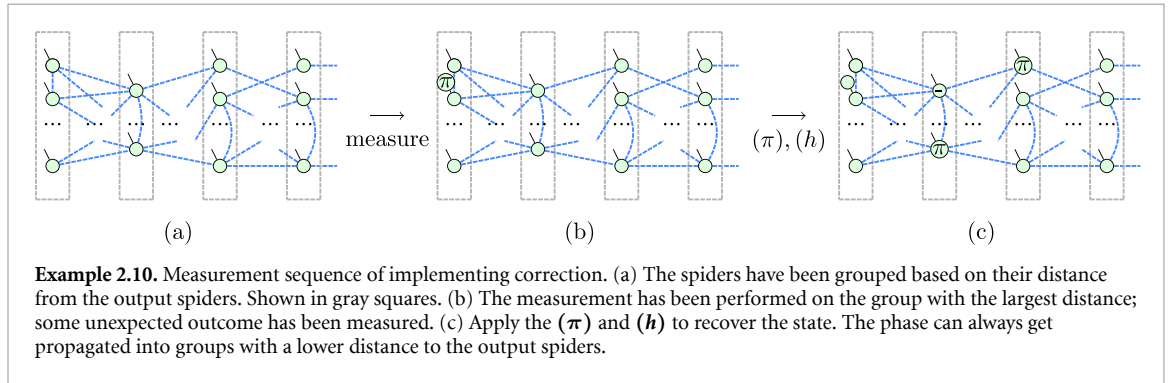 π
π
-
π
... ... ... ... ... ...
... ... ... ... ... ...
... ... ... ... ... ...
⟶
measure
⟶
(π), (h)
(a)
(b)
(c)
Example 2.10. Measurement sequence of implementing correction. (a) The spiders have been grouped based on their distance
from the output spiders. Shown in gray squares. (b) The measurement has been performed on the group with the largest distance;
some unexpected outcome has been measured. (c) Apply the (π) and (h) to recover the state. The phase can always get
propagated into groups with a lower distance to the output spiders.